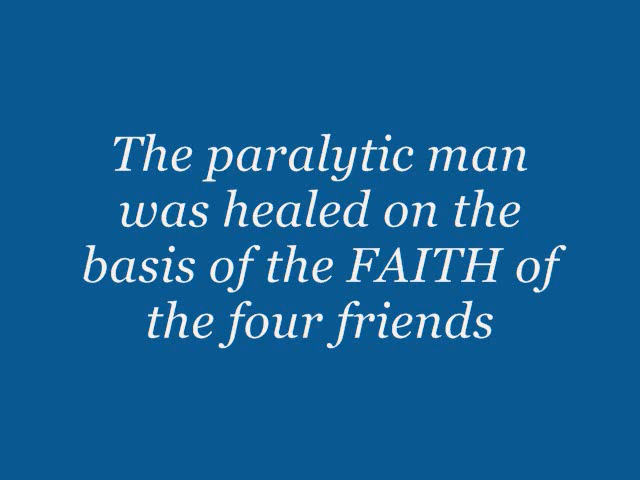 The paralytic man
was healed on the
basis of the FAITH of
the four friends